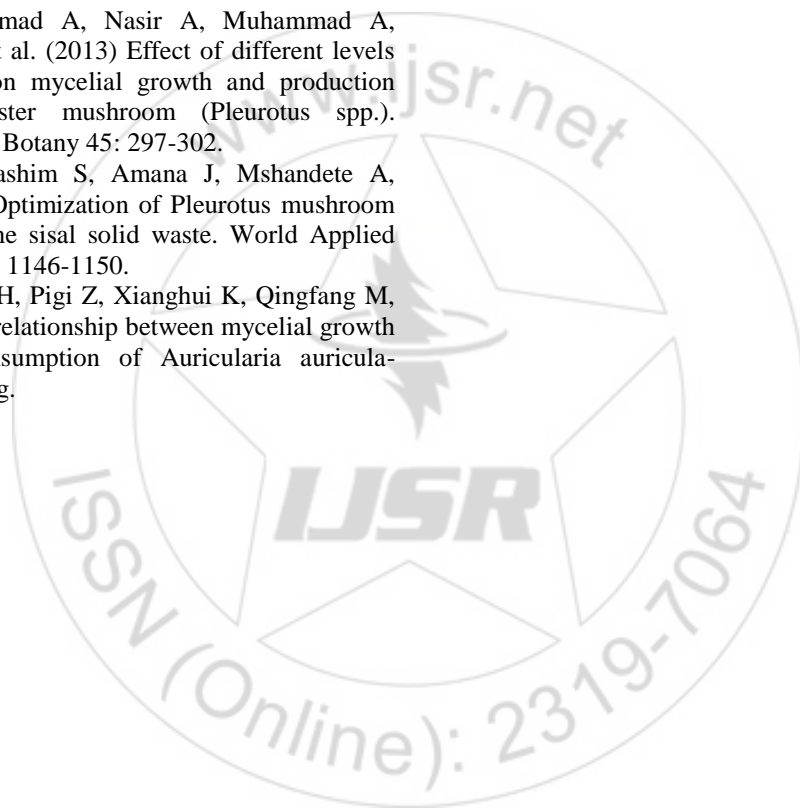 mad A, Nasir A, Muhammad A,
t al. (2013) Effect of different levels
on mycelial growth and production
ster mushroom (Pleurotus spp.).
Botany 45: 297-302.
ashim S, Amana J, Mshandete A,
Optimization of Pleurotus mushroom
ne sisal solid waste. World Applied
1146-1150.
H, Pigi Z, Xianghui K, Qingfang M,
relationship between mycelial growth
sumption of Auricularia auricula-
g.
www.ijsr.net
IJSR
ISSN (Online): 2319-7064